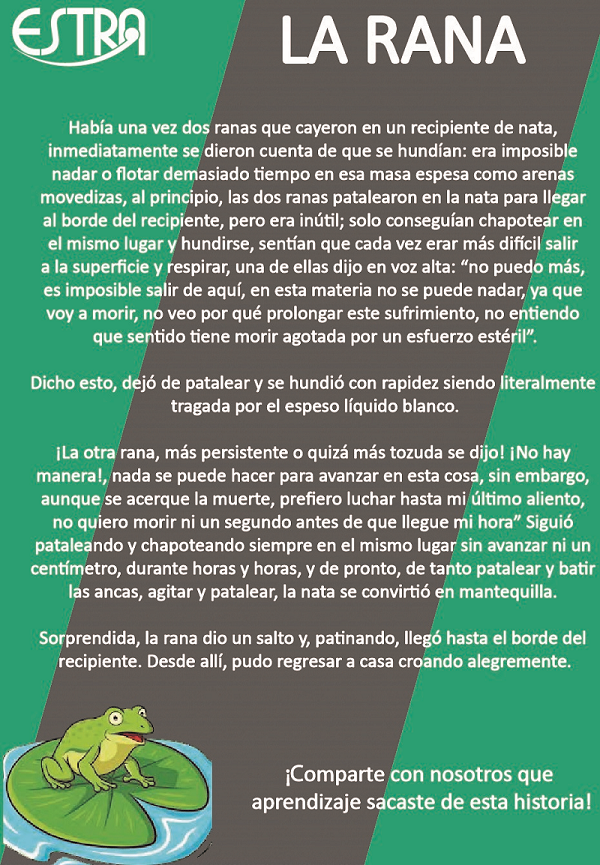 ESTRA
LA RANA
Había una vez dos ranas que cayeron en un recipiente de nata,
inmediatamente se dieron cuenta de que se hundían: era imposible
nadar o flotar demasiado tiempo en esa masa espesa como arenas
movedizas, al principio, las dos ranas patalearon en la nata para llegar
al borde del recipiente, pero era inútil; solo conseguían chapotear en
el mismo lugar y hundirse, sentían que cada vez erar más difícil salir
a la superficie y respirar, una de ellas dijo en voz alta: “no puedo más,
es imposible salir de aquí, en esta materia no se puede nadar, ya que
voy a morir, no veo por qué prolongar este sufrimiento, no entiendo
que sentido tiene morir agotada por un esfuerzo estéril”.
Dicho esto, dejó de patalear y se hundió con rapidez siendo literalmente
tragada por el espeso líquido blanco.
¡La otra rana, más persistente o quizá más tozuda se dijo! ¡No hay
manera!, nada se puede hacer para avanzar en esta cosa, sin embargo,
aunque se acerque la muerte, prefiero luchar hasta mi último aliento,
no quiero morir ni un segundo antes de que llegue mi hora” Siguió
pataleando y chapoteando siempre en el mismo lugar sin avanzar ni un
centímetro, durante horas y horas, y de pronto, de tanto patalear y batir
las ancas, agitar y patalear, la nata se convirtió en mantequilla.
Sorprendida, la rana dio un salto y, patinando, llegó hasta el borde del
recipiente. Desde allí, pudo regresar a casa croando alegremente.
¡Comparte con nosotros que
aprendizaje sacaste de esta historia!